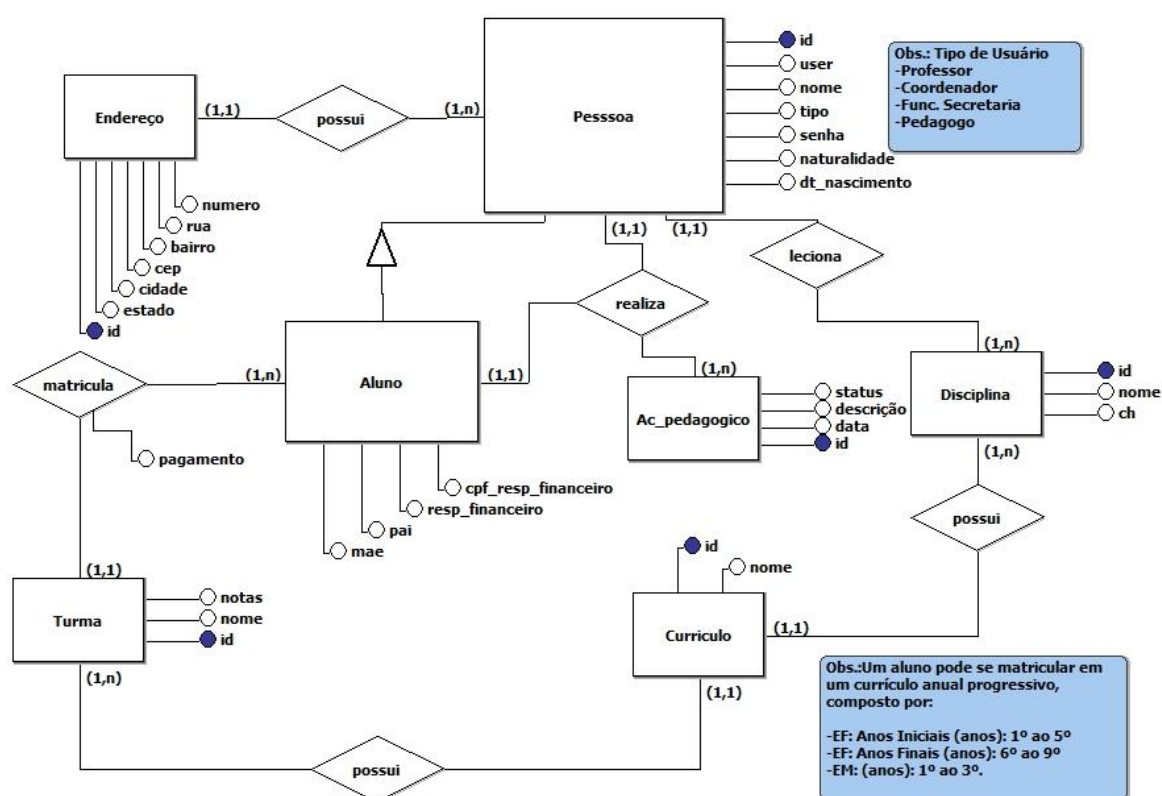 id
user
nome
tipo
senha
naturalidade
dt_nascimento
Obs.: Tipo de Usuário
-Professor
-Coordenador
-Func. Secretaria
-Pedagogo
Endereço
(1,1)
possui
(1,n)
Pesssoa
numero
rua
bairro
cep
cidade
estado
id
(1,1)
(1,1)
leciona
realiza
matricula
(1,n)
Aluno
(1,1)
(1,n)
Ac_pedagogico
status
descrição
data
id
(1,n)
Disciplina
id
nome
ch
pagamento
cpf_resp_financeiro
resp_financeiro
pai
mae
(1,n)
possui
id
nome
(1,1)
Turma
notas
nome
id
(1,n)
Curriculo
(1,1)
(1,1)
possui
Obs.:Um aluno pode se matricular em
um currículo anual progressivo,
composto por:
-EF: Anos Iniciais (anos): 1º ao 5º
-EF: Anos Finais (anos): 6º ao 9º
-EM: (anos): 1º ao 3º.